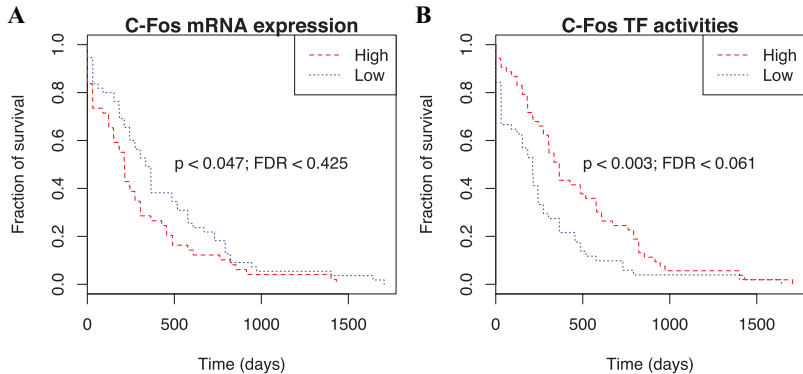 A
C-Fos mRNA expression
High
Low
p < 0.047; FDR < 0.425
Fraction of survival
1.0
0.8
0.6
0.4
0.2
0.0
0
500
1000
1500
Time (days)
B
C-Fos TF activities
High
Low
p < 0.003; FDR < 0.061
Fraction of survival
1.0
0.8
0.6
0.4
0.2
0.0
0
500
1000
1500
Time (days)